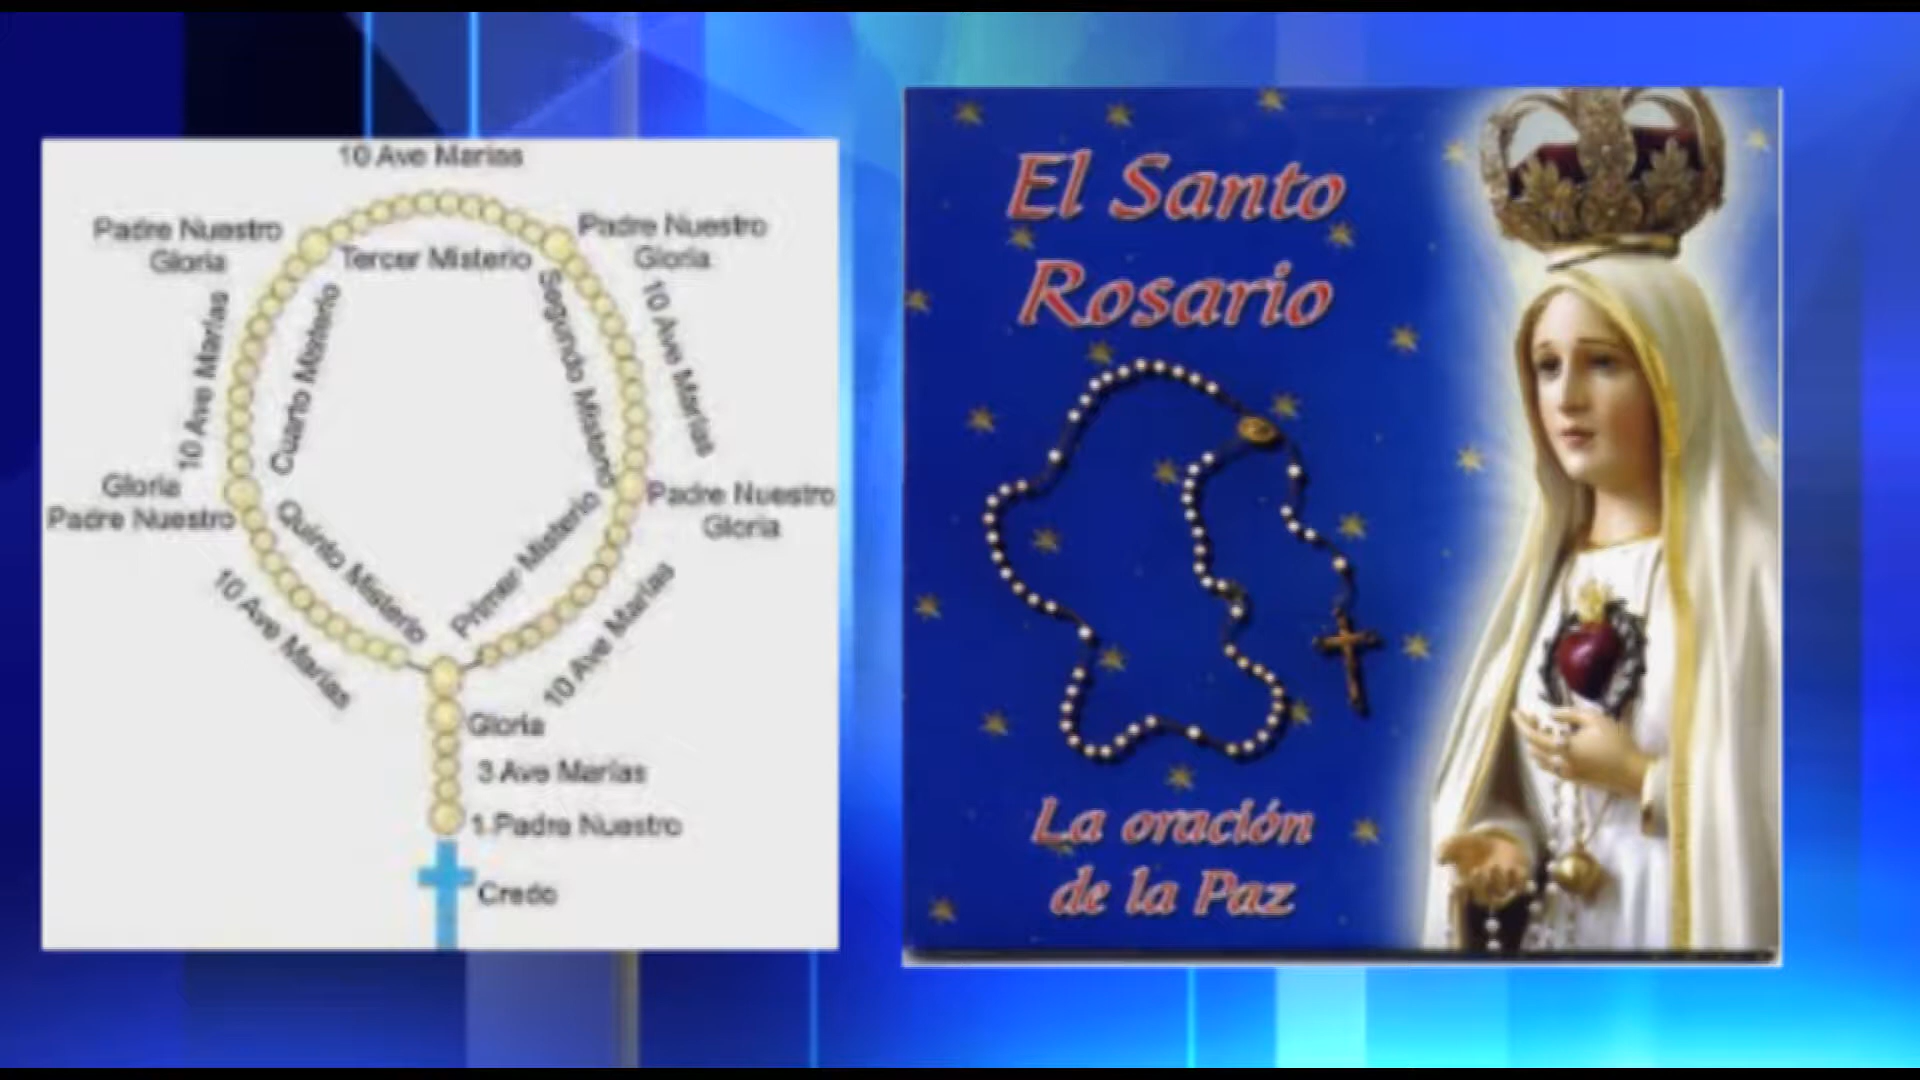 10 Ave Marias
Padre Nuestro
Gloria
Padre Nuestro
Gloria
Tercer Misterio
10 Ave Marias
Cuarto Misterio
Segundo Misterio
10 Ave Marias
Gloria
Padre Nuestro
Padre Nuestro
Gloria
Quinto Misterio
Primer Misterio
10 Ave Marias
10 Ave Marias
Gloria
3 Ave Marias
1 Padre Nuestro
Credo
El Santo
Rosario
La oración
de la Paz